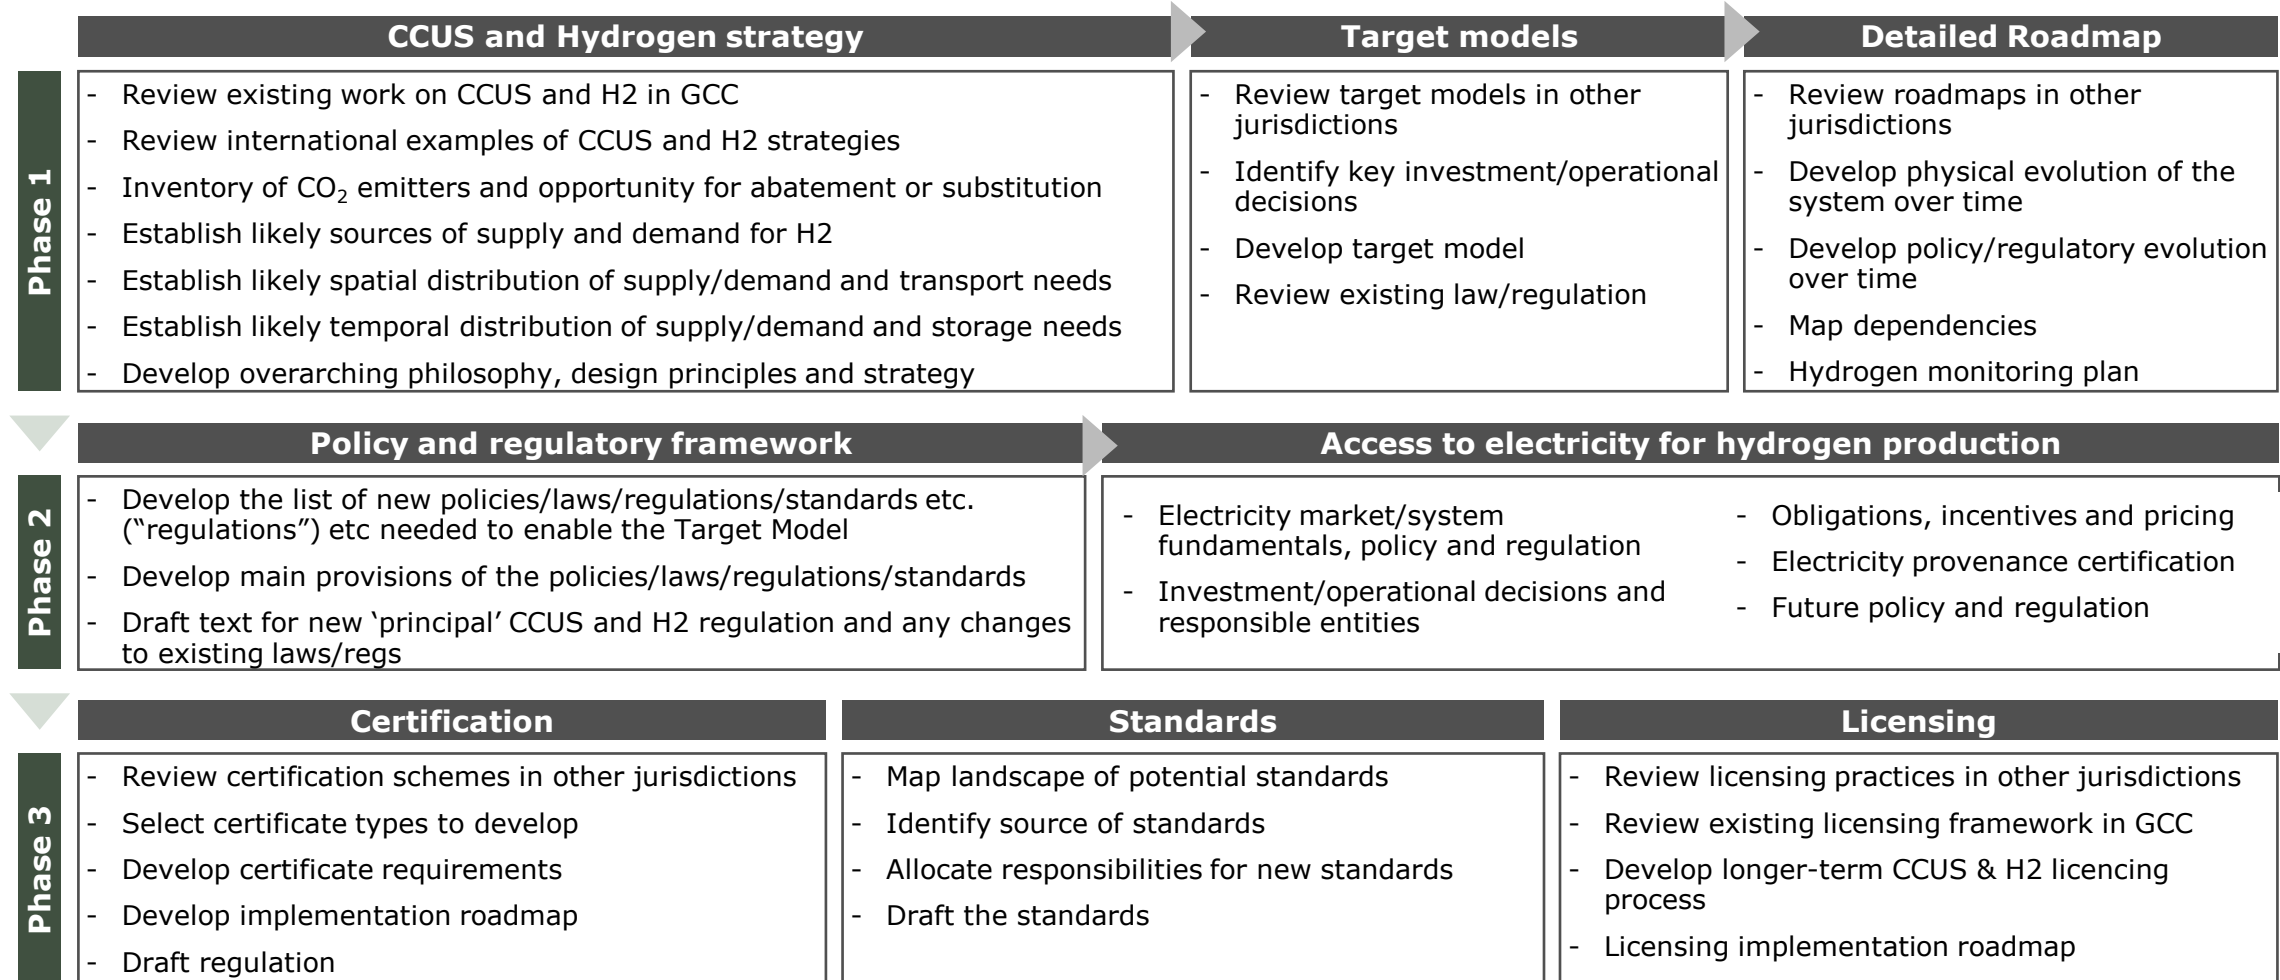 CCUS and Hydrogen strategy
Target models
Detailed Roadmap
Phase 1
- Review existing work on CCUS and H2 in GCC
- Review international examples of CCUS and H2 strategies
- Inventory of CO₂ emitters and opportunity for abatement or substitution
- Establish likely sources of supply and demand for H2
- Establish likely spatial distribution of supply/demand and transport needs
- Establish likely temporal distribution of supply/demand and storage needs
- Develop overarching philosophy, design principles and strategy
- Review target models in other
jurisdictions
- Identify key investment/operational
decisions
- Develop target model
- Review existing law/regulation
- Review roadmaps in other
jurisdictions
- Develop physical evolution of the
system over time
- Develop policy/regulatory evolution
over time
- Map dependencies
- Hydrogen monitoring plan
Policy and regulatory framework
Access to electricity for hydrogen production
Phase 2
- Develop the list of new policies/laws/regulations/standards etc.
(“regulations”) etc needed to enable the Target Model
- Develop main provisions of the policies/laws/regulations/standards
- Draft text for new ‘principal’ CCUS and H2 regulation and any changes
to existing laws/regs
- Electricity market/system
fundamentals, policy and regulation
- Investment/operational decisions and
responsible entities
- Obligations, incentives and pricing
- Electricity provenance certification
- Future policy and regulation
Certification
Standards
Licensing
Phase 3
- Review certification schemes in other jurisdictions
- Select certificate types to develop
- Develop certificate requirements
- Develop implementation roadmap
- Draft regulation
- Map landscape of potential standards
- Identify source of standards
- Allocate responsibilities for new standards
- Draft the standards
- Review licensing practices in other jurisdictions
- Review existing licensing framework in GCC
- Develop longer-term CCUS & H2 licencing
process
- Licensing implementation roadmap